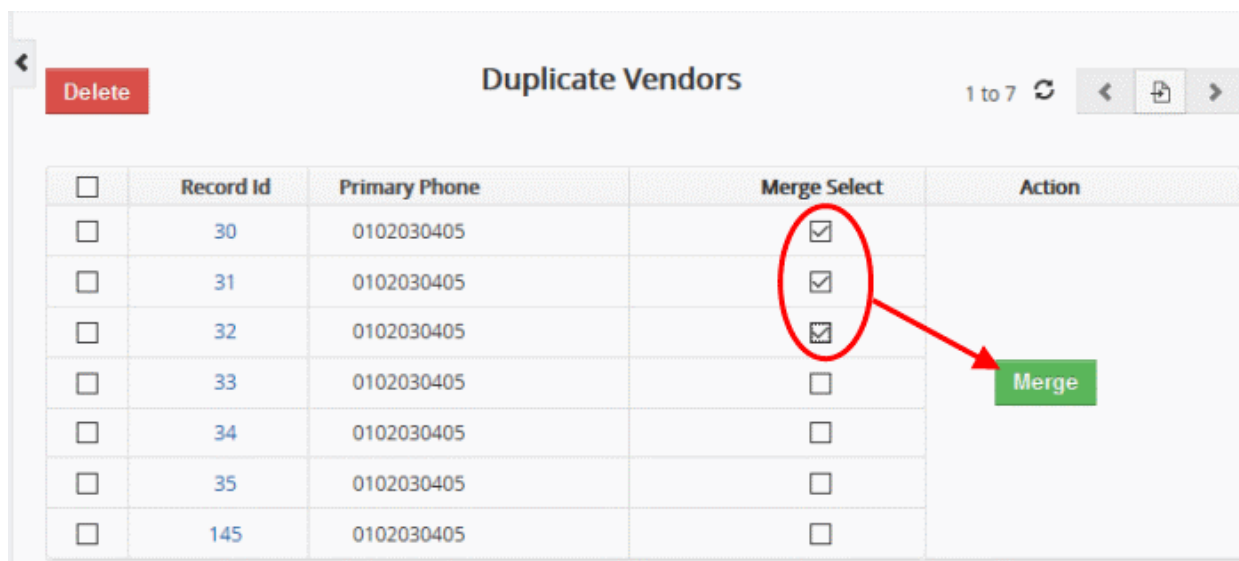 Duplicate Vendors
Delete
1 to 7
Record Id Primary Phone Merge Select Action
30 0102030405
31 0102030405
32 0102030405
33 0102030405 Merge
34 0102030405
35 0102030405
145 0102030405